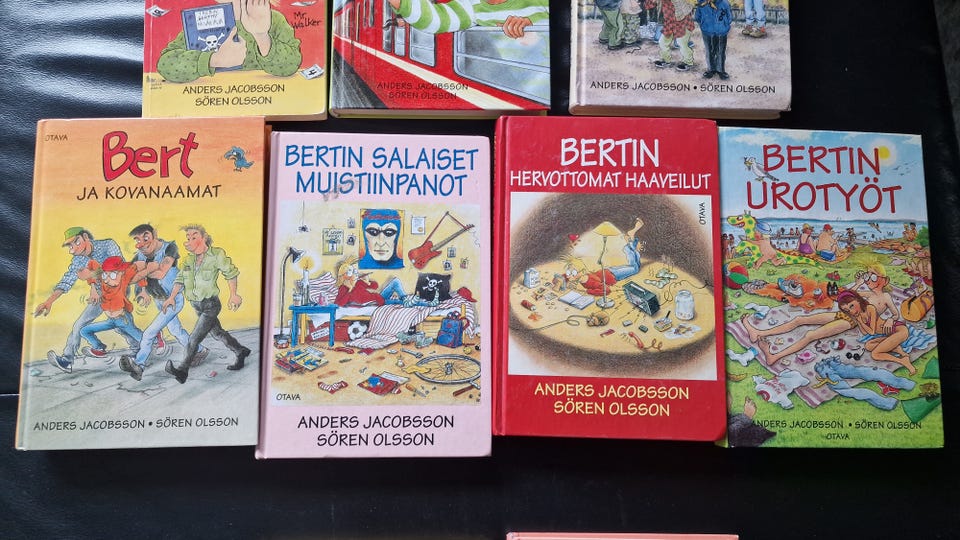 Mr Walker
ANDERS JACOBSSON
SÖREN OLSSON
ANDERS JACOBSSON
SÖREN OLSSON
ANDERS JACOBSSON • SÖREN OLSSON
OTAVA
Bert
JA KOVANAAMAT
ANDERS JACOBSSON • SÖREN OLSSON
BERTIN SALAISET
MUISTIINPANOT
OTAVA
ANDERS JACOBSSON
SÖREN OLSSON
BERTIN
HERVOTTOMAT HAAVEILUT
OTAVA
ANDERS JACOBSSON
SÖREN OLSSON
BERTIN
UROTYÖT
ANDERS JACOBSSON • SÖREN OLSSON
OTAVA